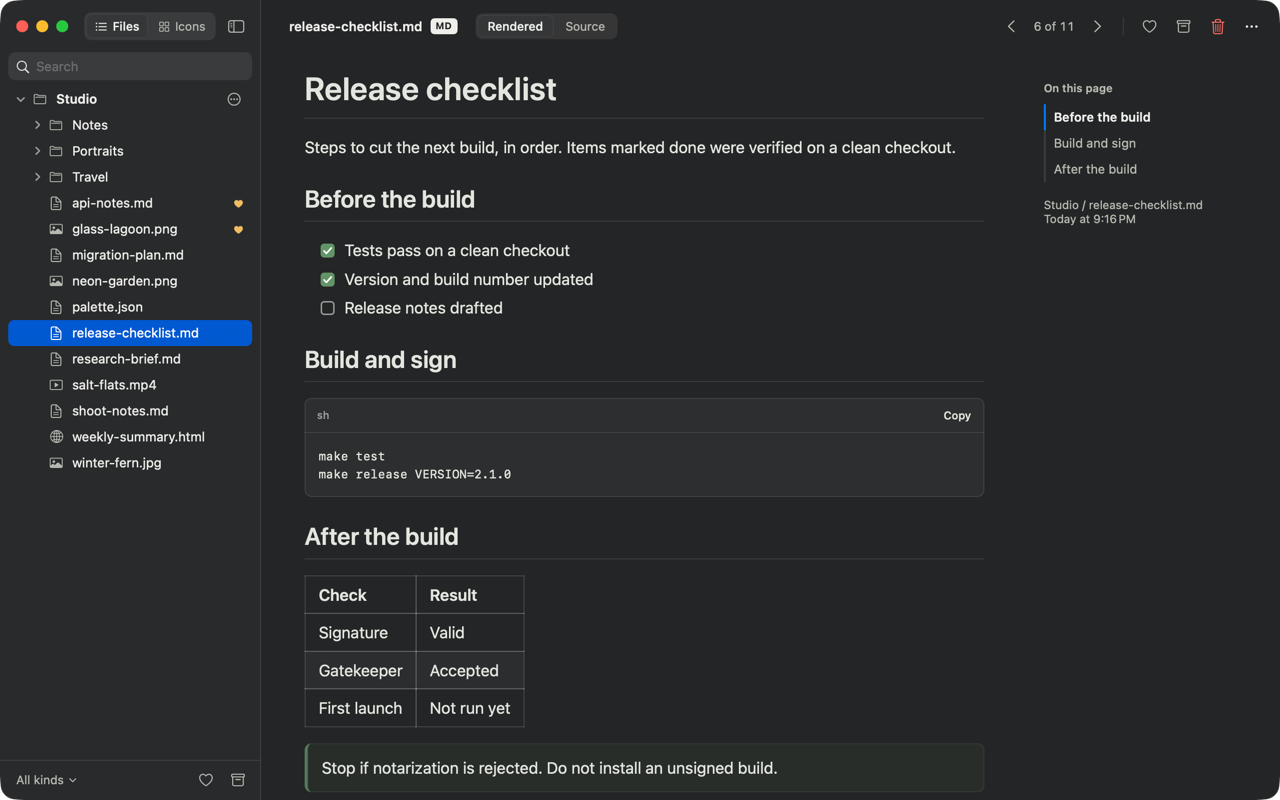 Files
Icons
Search
Studio
Notes
Portraits
Travel
api-notes.md
glass-lagoon.png
migration-plan.md
neon-garden.png
palette.json
release-checklist.md
research-brief.md
salt-flats.mp4
shoot-notes.md
weekly-summary.html
winter-fern.jpg
All kinds
release-checklist.md MD
Rendered Source
6 of 11
Release checklist
Steps to cut the next build, in order. Items marked done were verified on a clean checkout.
Before the build
Tests pass on a clean checkout
Version and build number updated
Release notes drafted
Build and sign
sh Copy
make test
make release VERSION=2.1.0
After the build
Check Result
Signature Valid
Gatekeeper Accepted
First launch Not run yet
Stop if notarization is rejected. Do not install an unsigned build.
On this page
Before the build
Build and sign
After the build
Studio / release-checklist.md
Today at 9:16 PM